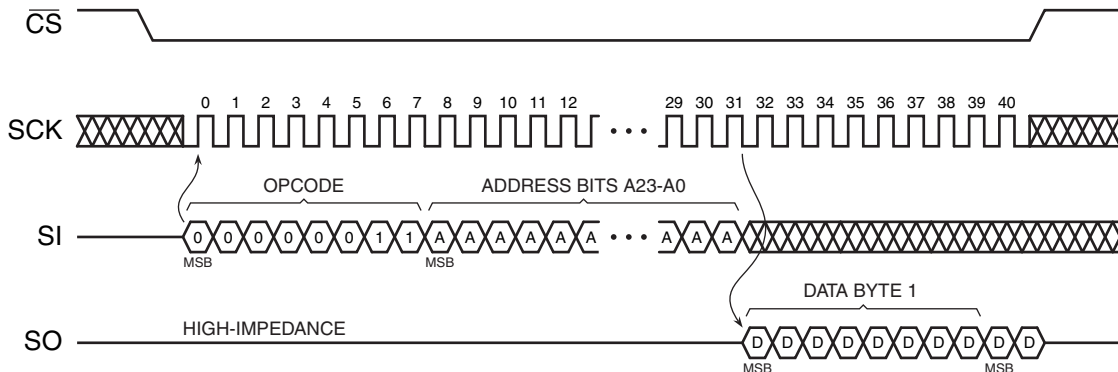 CS
0 1 2 3 4 5 6 7 8 9 10 11 12 29 30 31 32 33 34 35 36 37 38 39 40
SCK
OPCODE ADDRESS BITS A23-A0
SI 0 0 0 0 0 0 1 1 A A A A A A A A A
MSB MSB
DATA BYTE 1
HIGH-IMPEDANCE
SO D D D D D D D D D D
MSB MSB